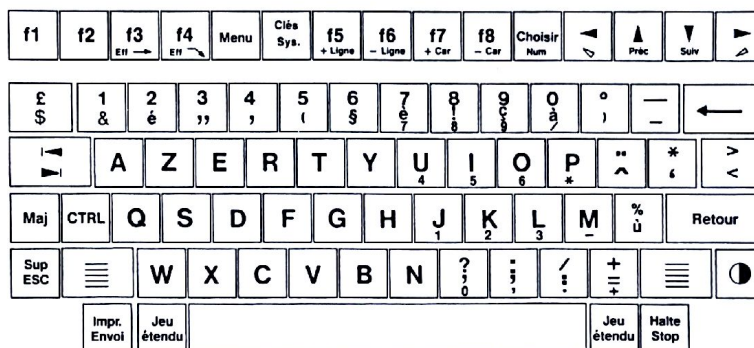 f1 f2 f3 f4 Menu Clés f5 f6 f7 f8 Choisir
Eff Eff Sys. + Ligne – Ligne + Car – Car Num Préc Suiv
£ 1 2 3 4 5 6 7 8 9 0 ° —
$ & é ,, , ( § è ! ç à ) –
7 8 9 /
A Z E R T Y U I O P ¨ * >
4 5 6 * ^ ‘ <
Maj CTRL Q S D F G H J K L M % Retour
1 2 3 – ù
Sup W X C V B N ? . / +
ESC , ; : =
0 +
Impr. Jeu Jeu Halte
Envoi étendu étendu Stop